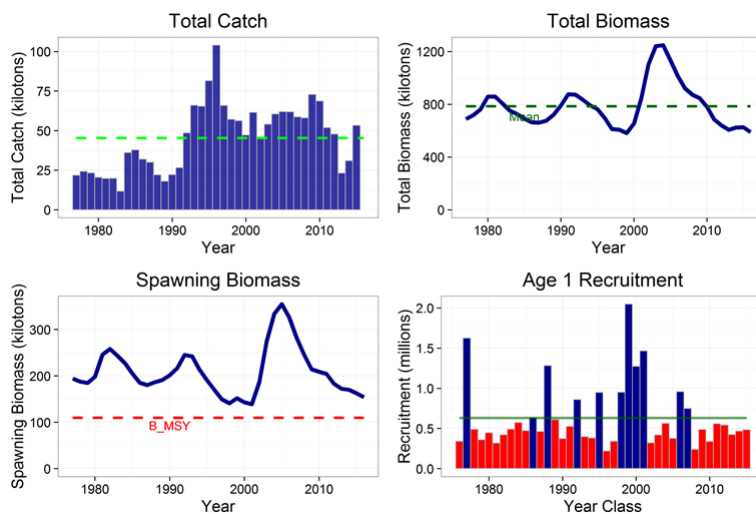 Total Catch
Total Catch (kilotons)
100
75
50
25
0
1980
1990
2000
2010
Year
Total Biomass
Total Biomass (kilotons)
1200
800
400
0
Mean
1980
1990
2000
2010
Year
Spawning Biomass
Spawning Biomass (kilotons)
300
200
100
0
B_MSY
1980
1990
2000
2010
Year
Age 1 Recruitment
Recruitment (millions)
2.0
1.5
1.0
0.5
0.0
1980
1990
2000
2010
Year Class